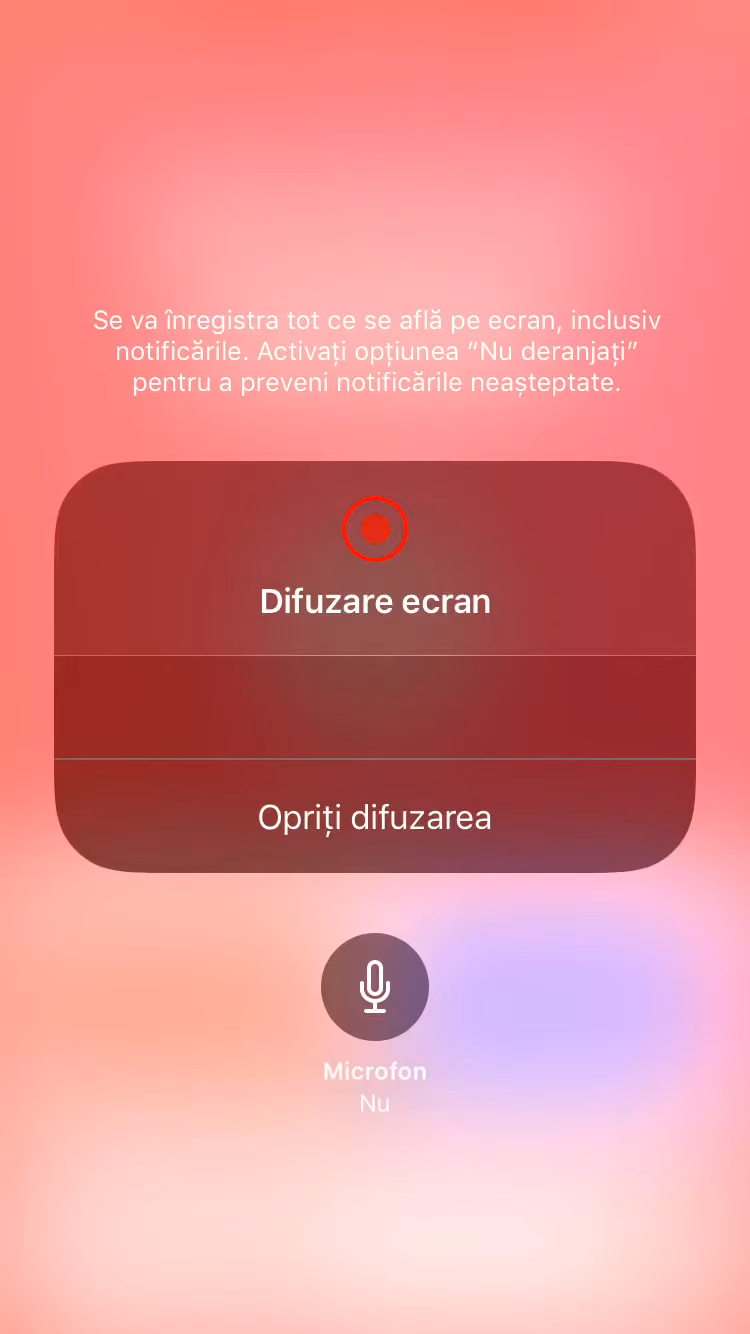 Se va înregistra tot ce se află pe ecran, inclusiv
notificările. Activați opțiunea “Nu deranjați”
pentru a preveni notificările neașteptate.
Difuzare ecran
Opriți difuzarea
Microfon
Nu